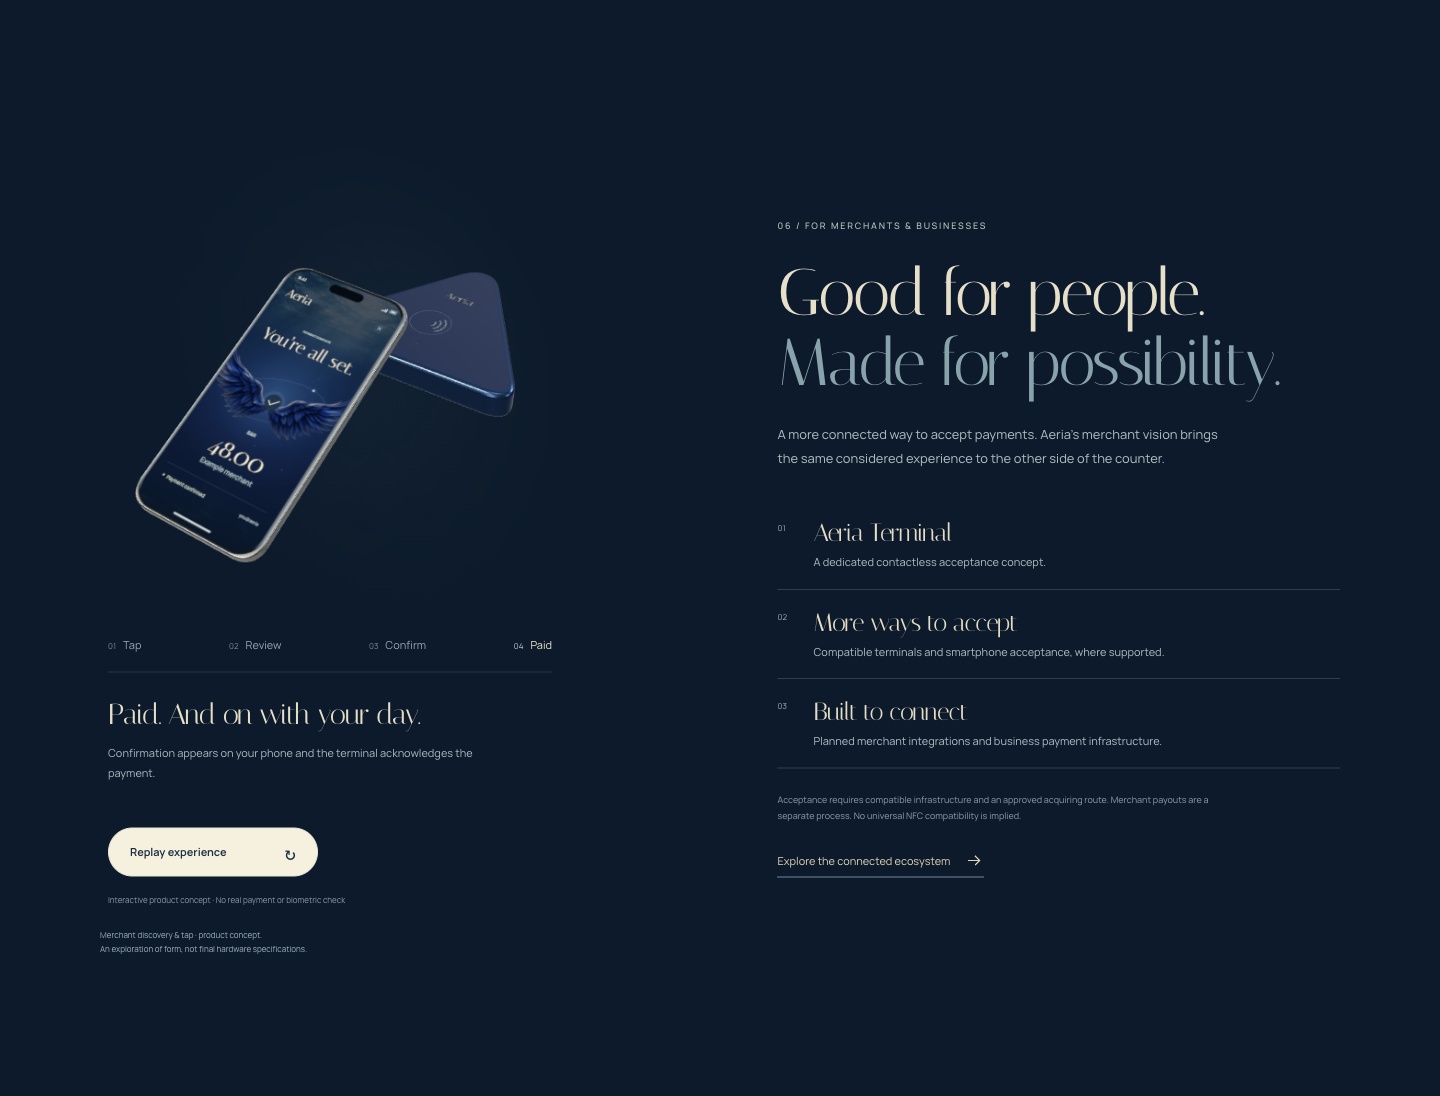 9:41
Aeria
You're all set.
SGD
48.00
Example merchant
Payment confirmed
Aeria
01 Tap
02 Review
03 Confirm
04 Paid
Paid. And on with your day.
Confirmation appears on your phone and the terminal acknowledges the
payment.
Replay experience ↻
Interactive product concept · No real payment or biometric check
Merchant discovery & tap · product concept.
An exploration of form, not final hardware specifications.
06 / FOR MERCHANTS & BUSINESSES
Good for people.
Made for possibility.
A more connected way to accept payments. Aeria's merchant vision brings
the same considered experience to the other side of the counter.
01 Aeria Terminal
A dedicated contactless acceptance concept.
02 More ways to accept
Compatible terminals and smartphone acceptance, where supported.
03 Built to connect
Planned merchant integrations and business payment infrastructure.
Acceptance requires compatible infrastructure and an approved acquiring route. Merchant payouts are a
separate process. No universal NFC compatibility is implied.
Explore the connected ecosystem →